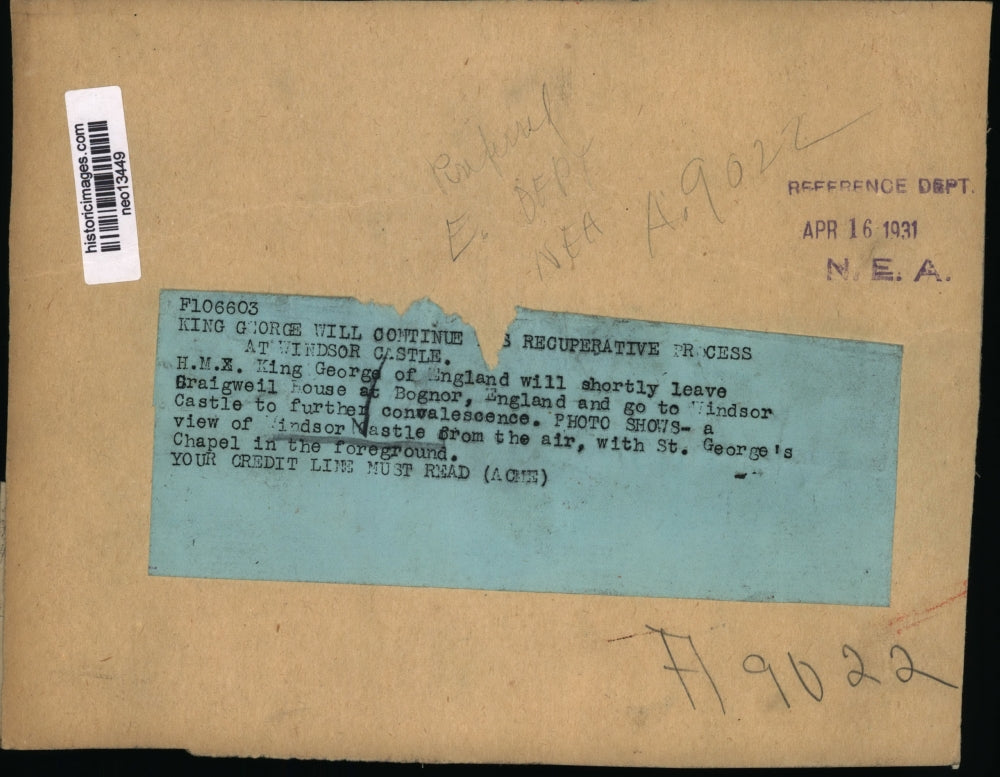 historicimages.com
neo13449
Referred
DEPT
E. NEA A.9022
REFERENCE DEPT.
APR 16 1931
N. E. A.
F106603
KING GEORGE WILL CONTINUE S RECUPERATIVE PROCESS
AT WINDSOR CASTLE.
H.M.X. King George of England will shortly leave
Graigweil House at Bognor, England and go to Windsor
Castle to further convalescence. PHOTO SHOWS- a
view of Windsor Castle from the air, with St. George's
Chapel in the foreground.
YOUR CREDIT LINE MUST READ (ACME)
A9022